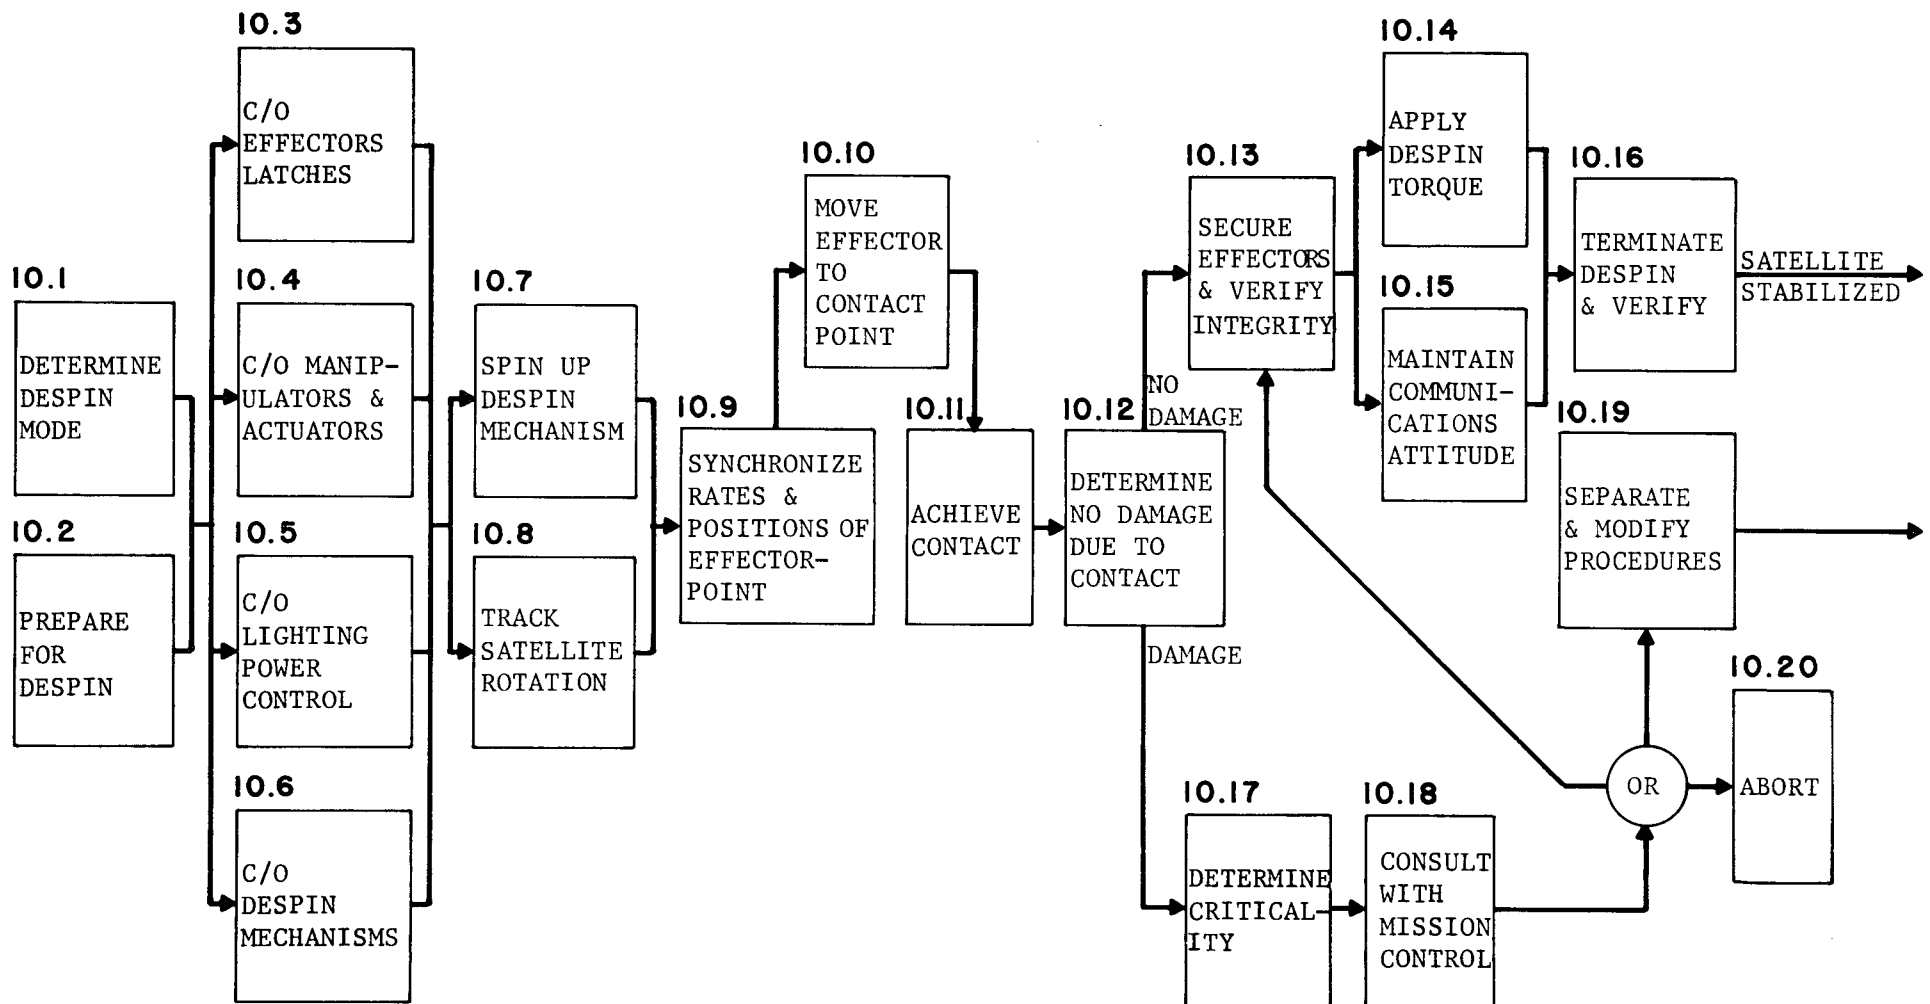 10.1
DETERMINE
DESPIN
MODE
10.2
PREPARE
FOR
DESPIN
10.3
C/O
EFFECTORS
LATCHES
10.4
C/O MANIP-
ULATORS &
ACTUATORS
10.5
C/O
LIGHTING
POWER
CONTROL
10.6
C/O
DESPIN
MECHANISMS
10.7
SPIN UP
DESPIN
MECHANISM
10.8
TRACK
SATELLITE
ROTATION
10.9
SYNCHRONIZE
RATES &
POSITIONS OF
EFFECTOR-
POINT
10.10
MOVE
EFFECTOR
TO
CONTACT
POINT
10.11
ACHIEVE
CONTACT
10.12
DETERMINE
NO DAMAGE
DUE TO
CONTACT
NO
DAMAGE
DAMAGE
10.13
SECURE
EFFECTORS
& VERIFY
INTEGRITY
10.14
APPLY
DESPIN
TORQUE
10.15
MAINTAIN
COMMUNI-
CATIONS
ATTITUDE
10.16
TERMINATE
DESPIN
& VERIFY
SATELLITE
STABILIZED
10.17
DETERMINE
CRITICAL-
ITY
10.18
CONSULT
WITH
MISSION
CONTROL
OR
10.19
SEPARATE
& MODIFY
PROCEDURES
10.20
ABORT